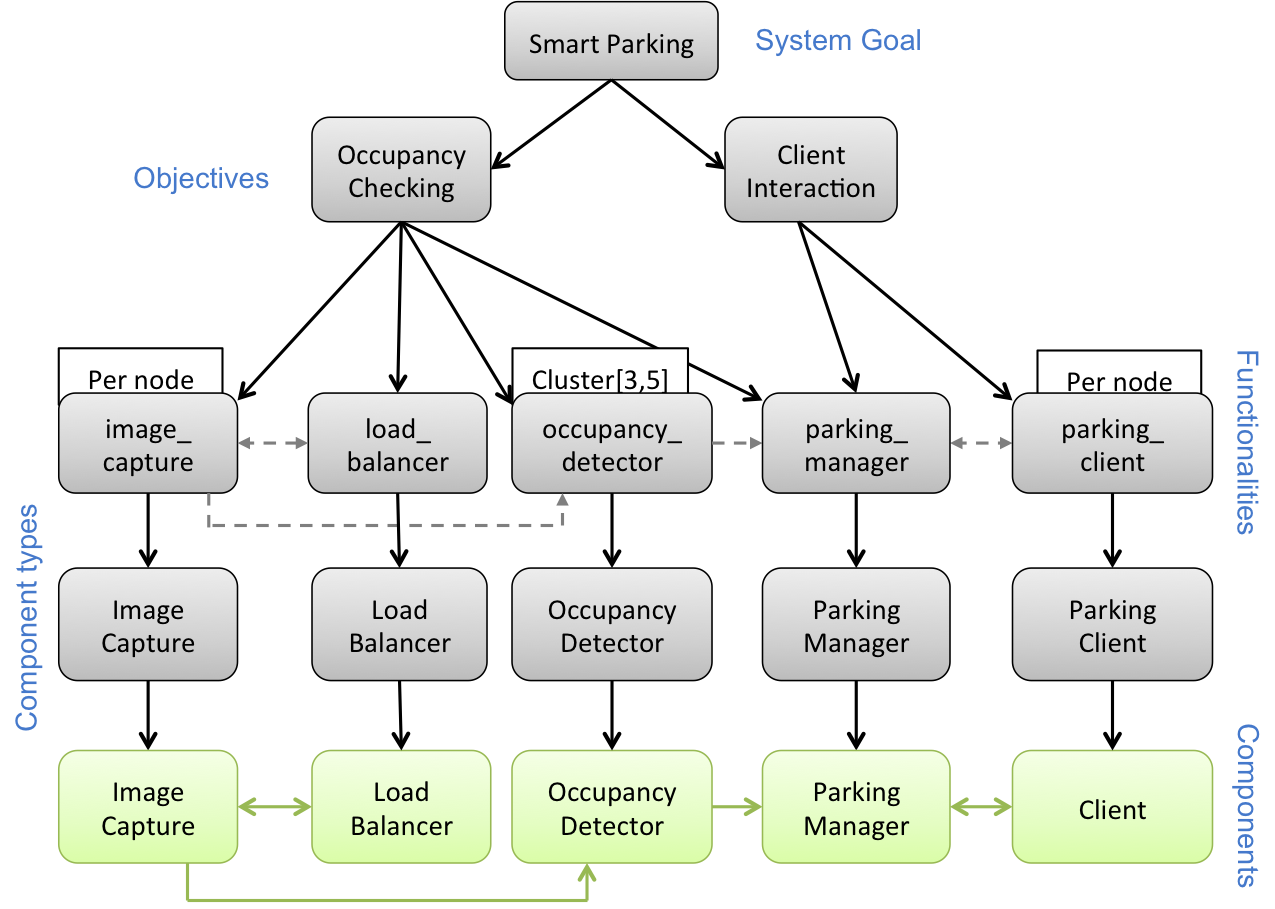 Smart Parking
System Goal
Objectives
Occupancy
Checking
Client
Interaction
Per node
Cluster[3,5]
Per node
Functionalities
image_
capture
load_
balancer
occupancy_
detector
parking_
manager
parking_
client
Component types
Image
Capture
Load
Balancer
Occupancy
Detector
Parking
Manager
Parking
Client
Components
Image
Capture
Load
Balancer
Occupancy
Detector
Parking
Manager
Client